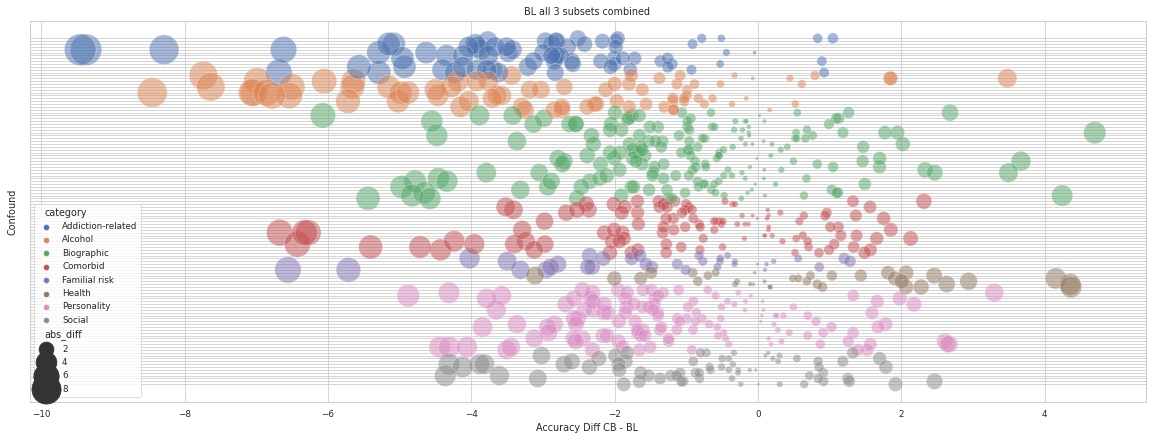 BL all 3 subsets combined
Confound
category
Addiction-related
Alcohol
Biographic
Comorbid
Familial risk
Health
Personality
Social
abs_diff
2
4
6
8
−10 −8 −6 −4 −2 0 2 4
Accuracy Diff CB - BL